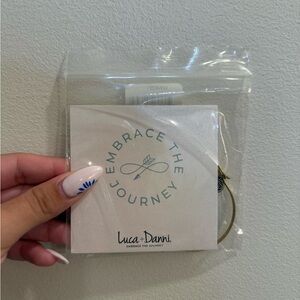 EMBRACE THE
JOURNEY
Luca + Danni.
EMBRACE THE JOURNEY